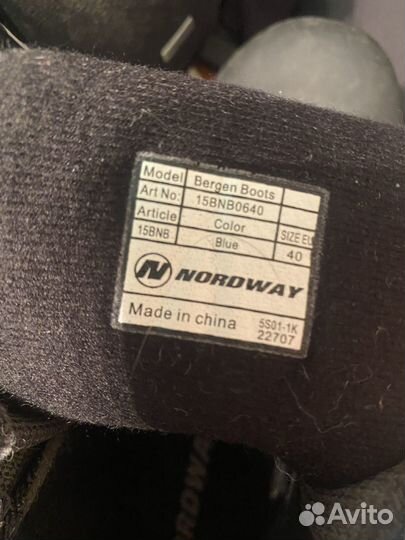 Model Bergen Boots
Art No: 15BNB0640
Article Color SIZE EU
15BNB Blue 40
N NORDWAY
Made in china 5S01-1K
22707
NORDWAY
Avito